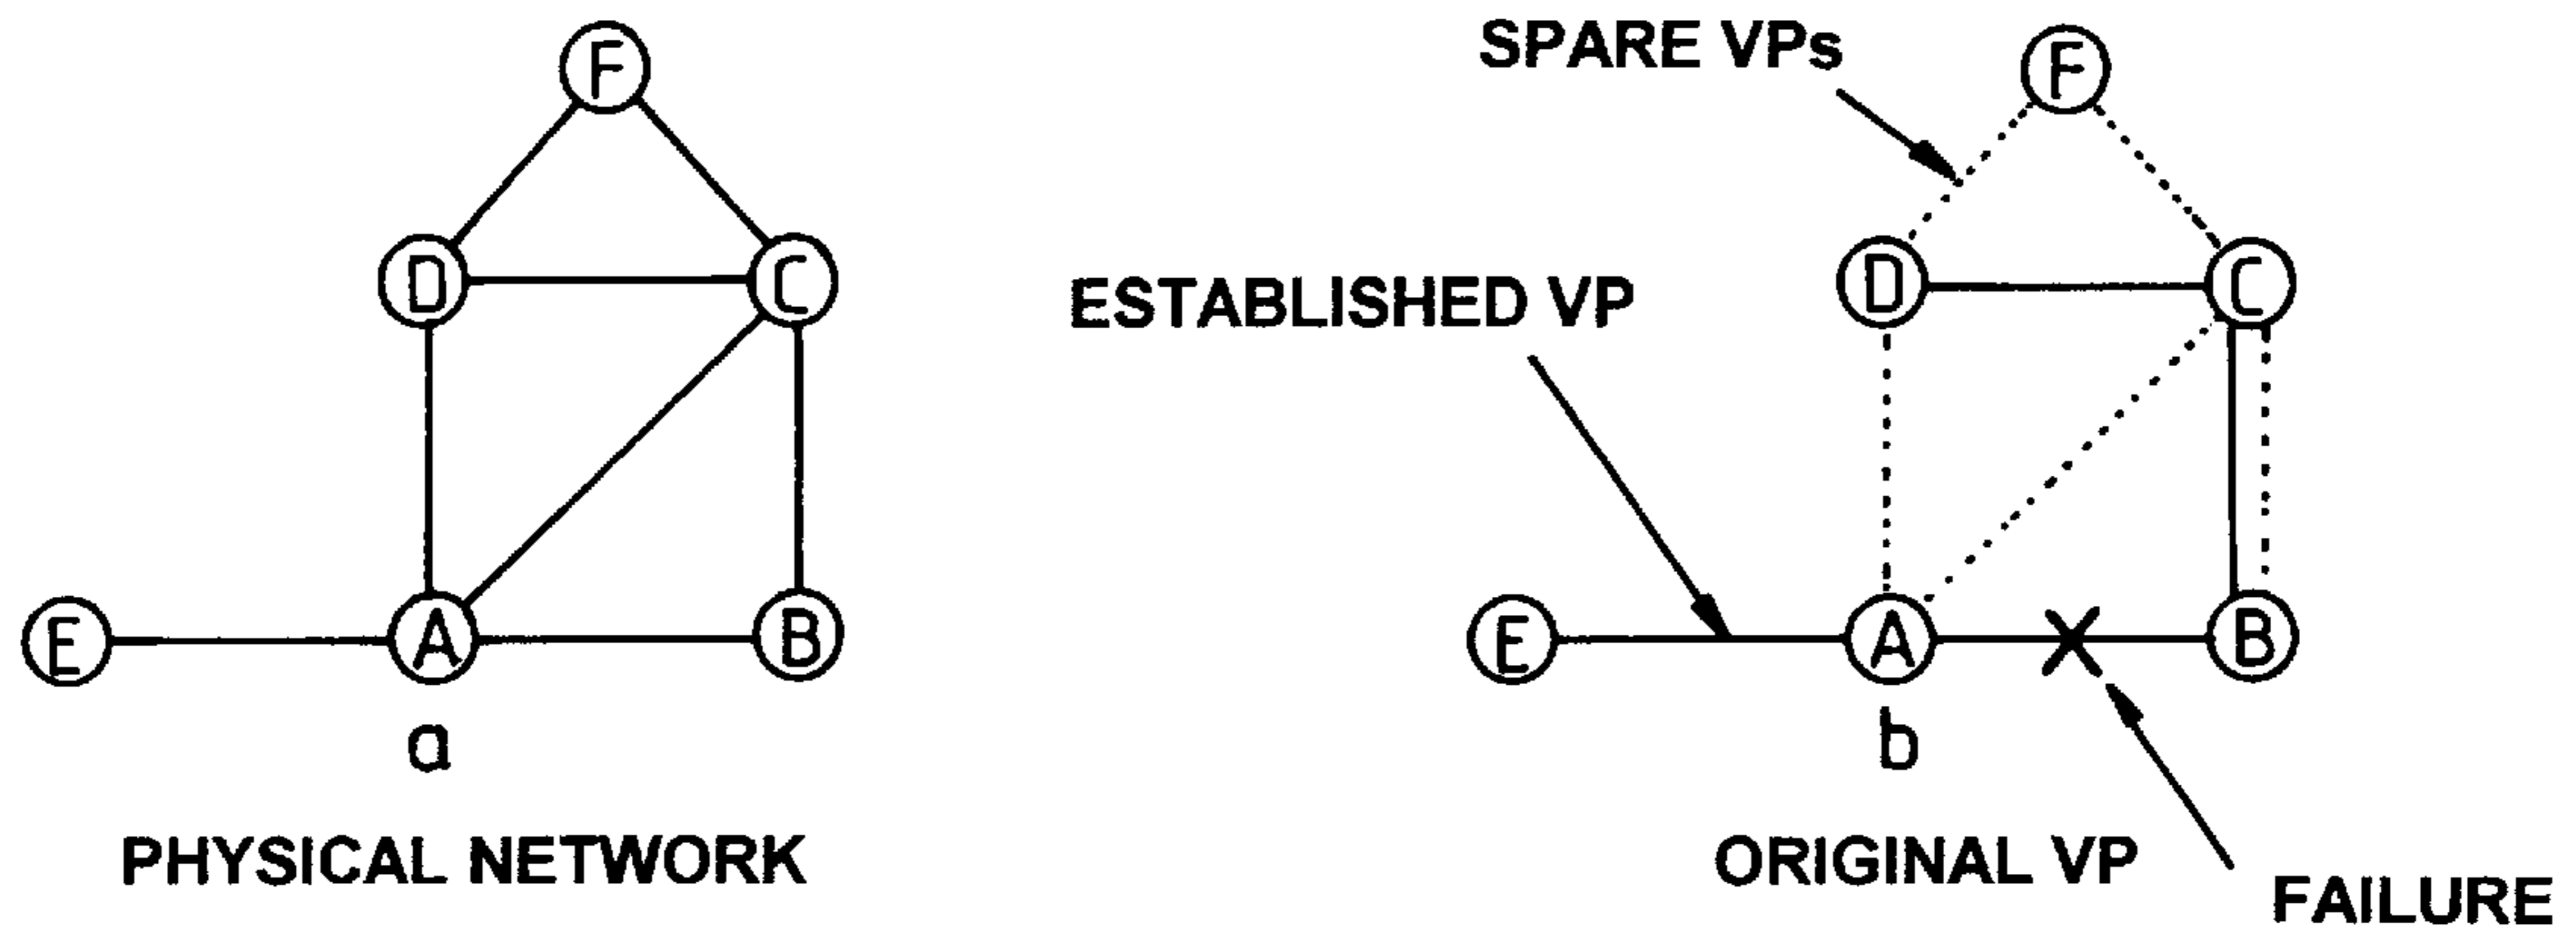 F
D
C
E
A
B
a
PHYSICAL NETWORK
SPARE VPs
F
ESTABLISHED VP
D
C
E
A
B
b
ORIGINAL VP
FAILURE